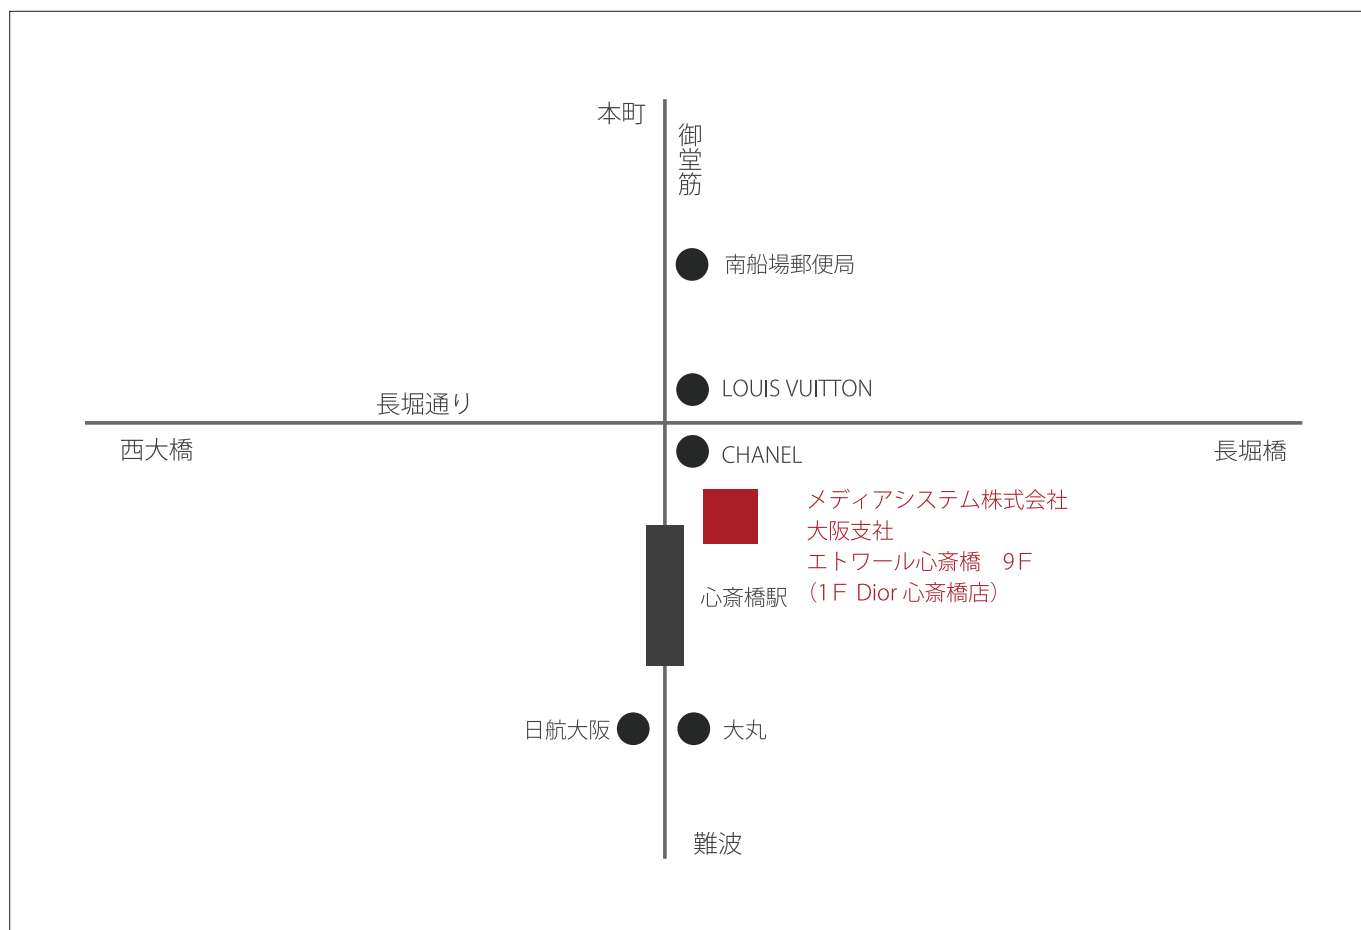 本町
御堂筋
南船場郵便局
LOUIS VUITTON
長堀通り
西大橋
長堀橋
CHANEL
メディアシステム株式会社
大阪支社
エトワール心斎橋　9F
（1F Dior 心斎橋店）
心斎橋駅
日航大阪
大丸
難波